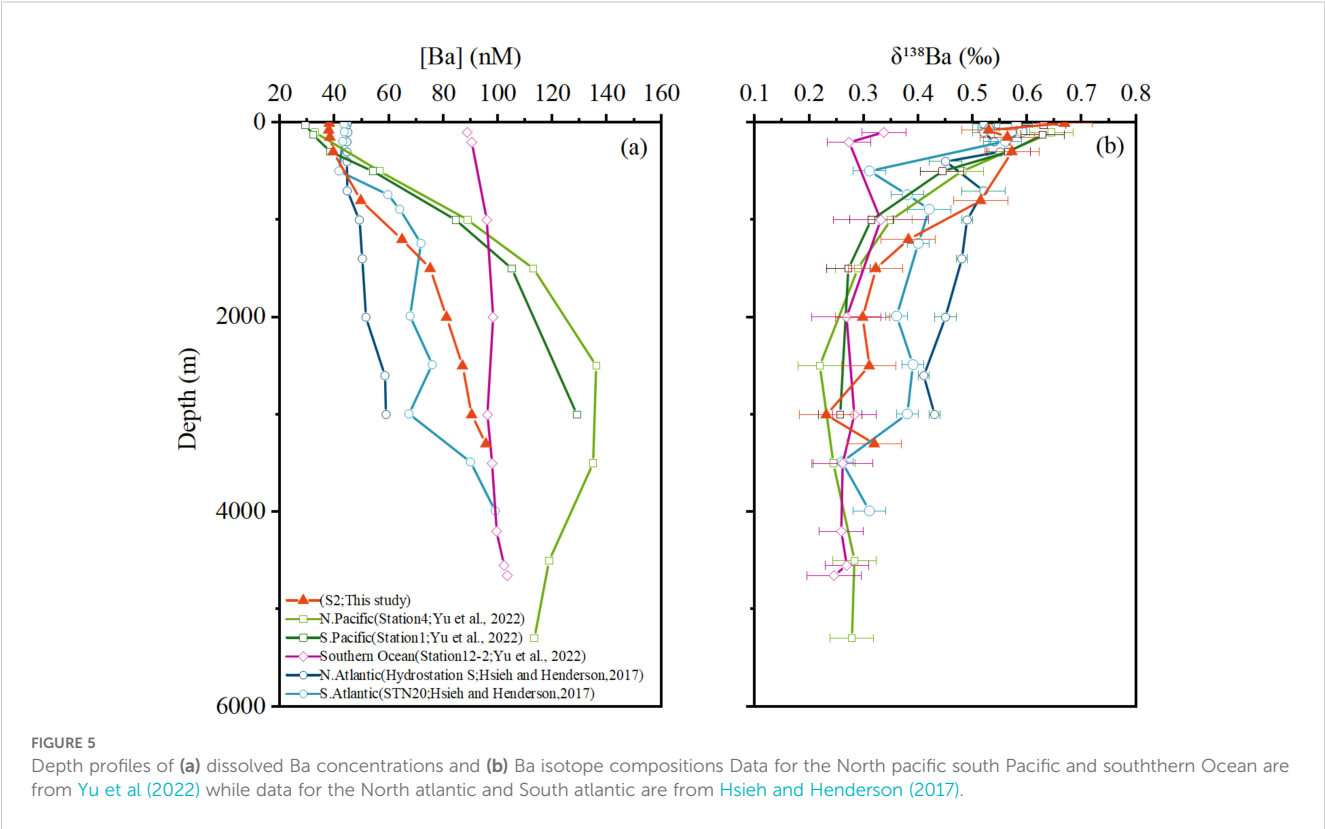 [Ba] (nM)
δ¹³⁸Ba (‰)
20 40 60 80 100 120 140 160
0.1 0.2 0.3 0.4 0.5 0.6 0.7 0.8
0
(a)
(b)
2000
Depth (m)
4000
6000
(S2;This study)
N.Pacific(Station4;Yu et al., 2022)
S.Pacific(Station1;Yu et al., 2022)
Southern Ocean(Station12-2;Yu et al., 2022)
N.Atlantic(Hydrostation S;Hsieh and Henderson,2017)
S.Atlantic(STN20;Hsieh and Henderson,2017)
FIGURE 5
Depth profiles of (a) dissolved Ba concentrations and (b) Ba isotope compositions Data for the North pacific south Pacific and souththern Ocean are
from Yu et al (2022) while data for the North atlantic and South atlantic are from Hsieh and Henderson (2017).